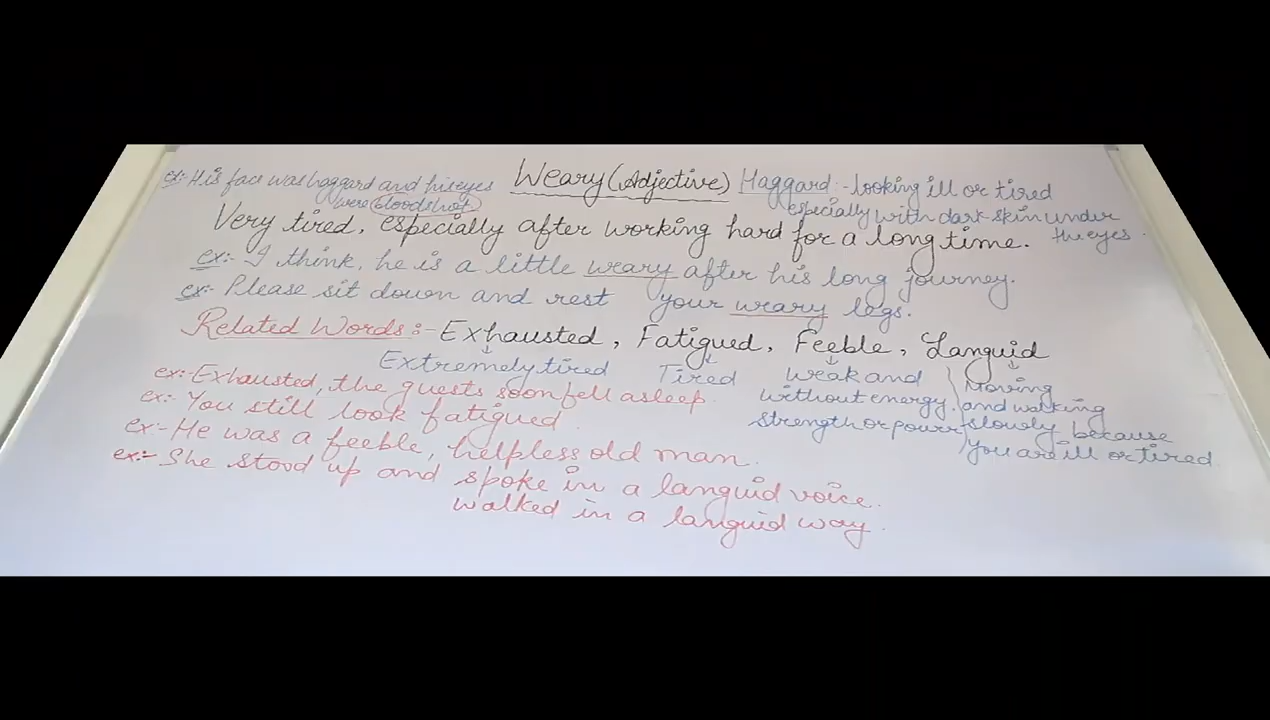 ex:- His face was haggard and his eyes were bloodshot
Weary (Adjective)
Haggard :- looking ill or tired
especially with dark skin under
the eyes.
Very tired, especially after working hard for a long time.
ex:- I think, he is a little weary after his long journey.
ex:- Please sit down and rest your weary legs.
Related Words :- Exhausted, Fatigued, Feeble, Languid
Extremely tired
Tired
Weak and
without energy,
strength or power
Moving
and walking
slowly because
you are ill or tired.
ex:- Exhausted, the guests soon fell asleep.
ex:- You still look fatigued.
ex:- He was a feeble, helpless old man.
ex:- She stood up and spoke in a languid voice.
walked in a languid way.